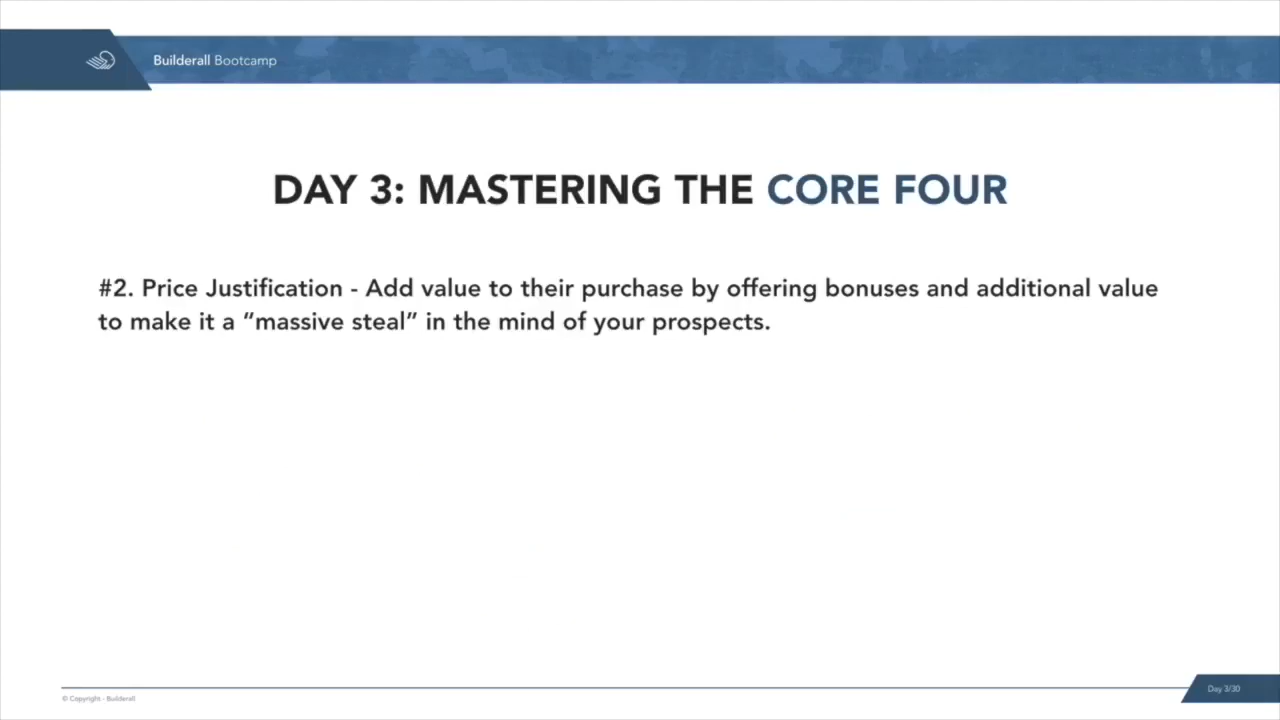 Builderall Bootcamp
DAY 3: MASTERING THE CORE FOUR
#2. Price Justification - Add value to their purchase by offering bonuses and additional value
to make it a “massive steal” in the mind of your prospects.
© Copyright - Builderall
Day 3/30